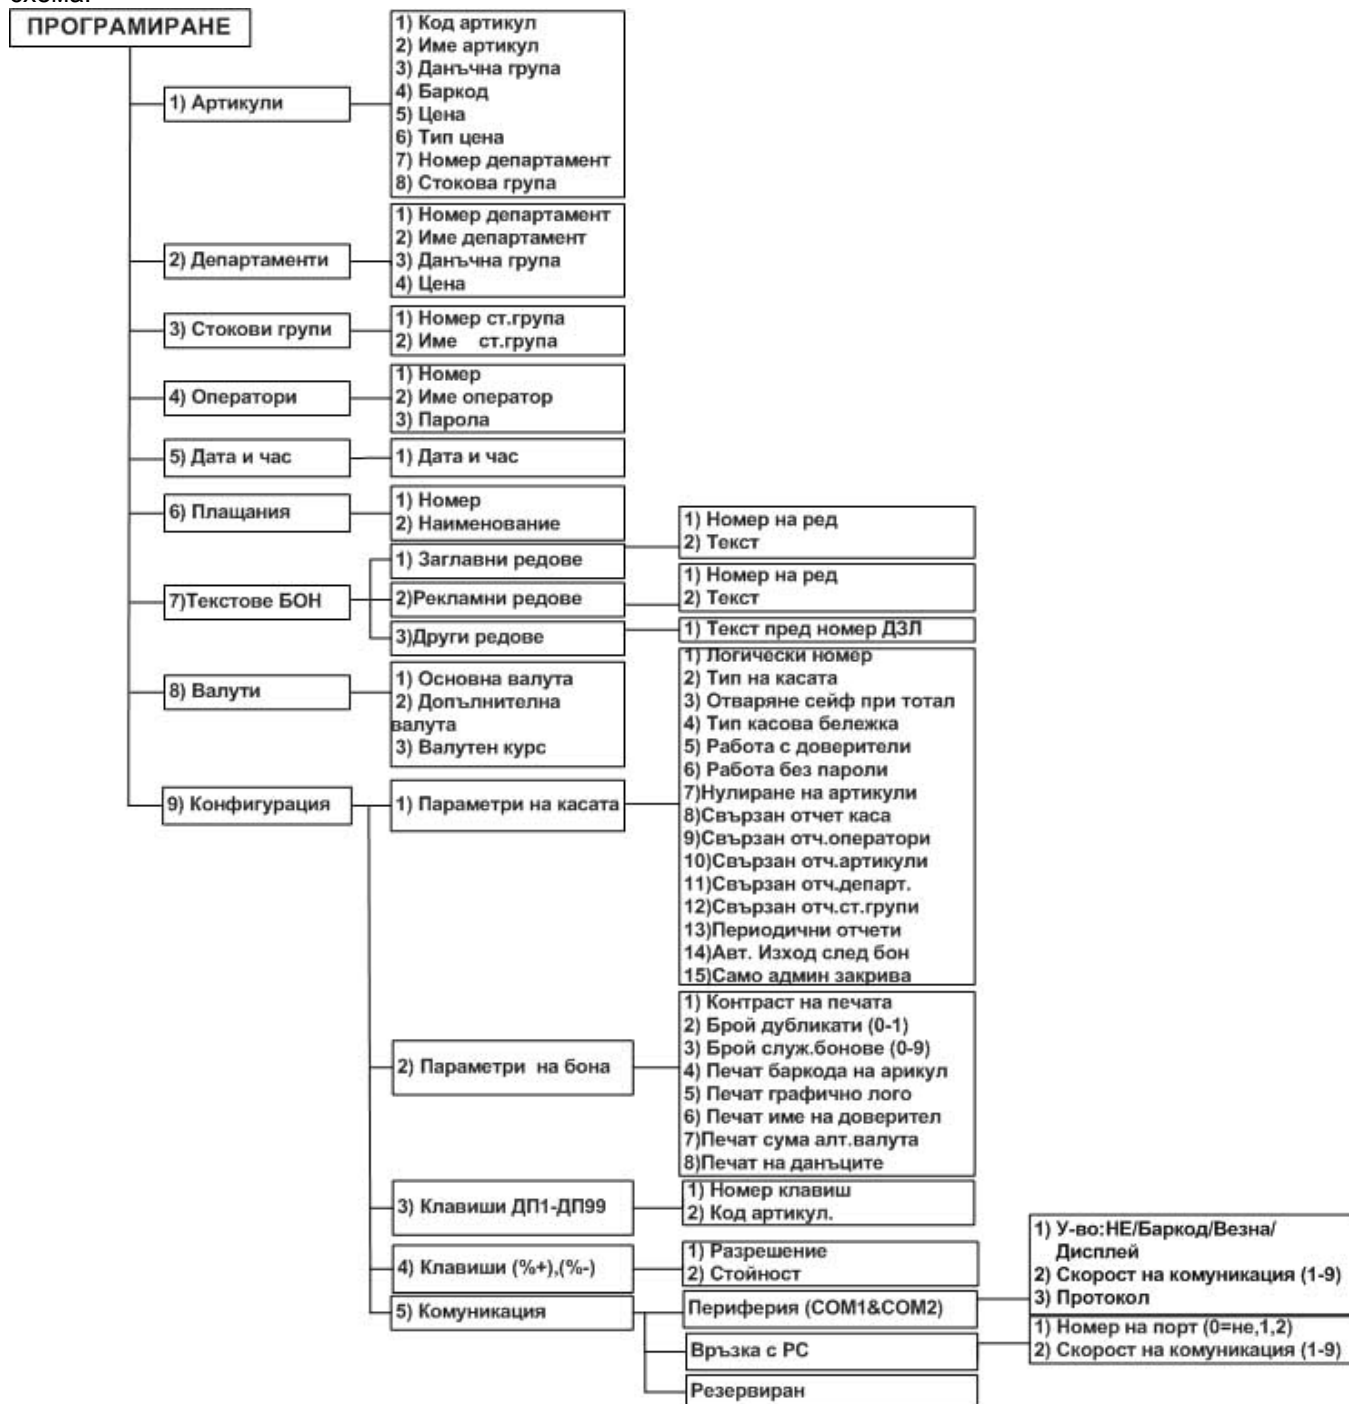 схема:
ПРОГРАМИРАНЕ
1) Артикули
1) Код артикул
2) Име артикул
3) Данъчна група
4) Баркод
5) Цена
6) Тип цена
7) Номер департамент
8) Стокова група
2) Департаменти
1) Номер департамент
2) Име департамент
3) Данъчна група
4) Цена
3) Стокови групи
1) Номер ст.група
2) Име ст.група
4) Оператори
1) Номер
2) Име оператор
3) Парола
5) Дата и час
1) Дата и час
6) Плащания
1) Номер
2) Наименование
7)Текстове БОН
1) Заглавни редове
1) Номер на ред
2) Текст
2)Рекламни редове
1) Номер на ред
2) Текст
3)Други редове
1) Текст пред номер ДЗЛ
8) Валути
1) Основна валута
2) Допълнителна
валута
3) Валутен курс
9) Конфигурация
1) Параметри на касата
1) Логически номер
2) Тип на касата
3) Отваряне сейф при тотал
4) Тип касова бележка
5) Работа с доверители
6) Работа без пароли
7)Нулиране на артикули
8)Свързан отчет каса
9)Свързан отч.оператори
10)Свързан отч.артикули
11)Свързан отч.департ.
12)Свързан отч.ст.групи
13)Периодични отчети
14)Авт. Изход след бон
15)Само админ закрива
2) Параметри на бона
1) Контраст на печата
2) Брой дубликати (0-1)
3) Брой служ.бонове (0-9)
4) Печат баркода на арикул
5) Печат графично лого
6) Печат име на доверител
7)Печат сума алт.валута
8)Печат на данъците
3) Клавиши ДП1-ДП99
1) Номер клавиш
2) Код артикул.
4) Клавиши (%+),(%-)
1) Разрешение
2) Стойност
5) Комуникация
Периферия (COM1&COM2)
1) У-во:НЕ/Баркод/Везна/
Дисплей
2) Скорост на комуникация (1-9)
3) Протокол
Връзка с PC
1) Номер на порт (0=не,1,2)
2) Скорост на комуникация (1-9)
Резервиран